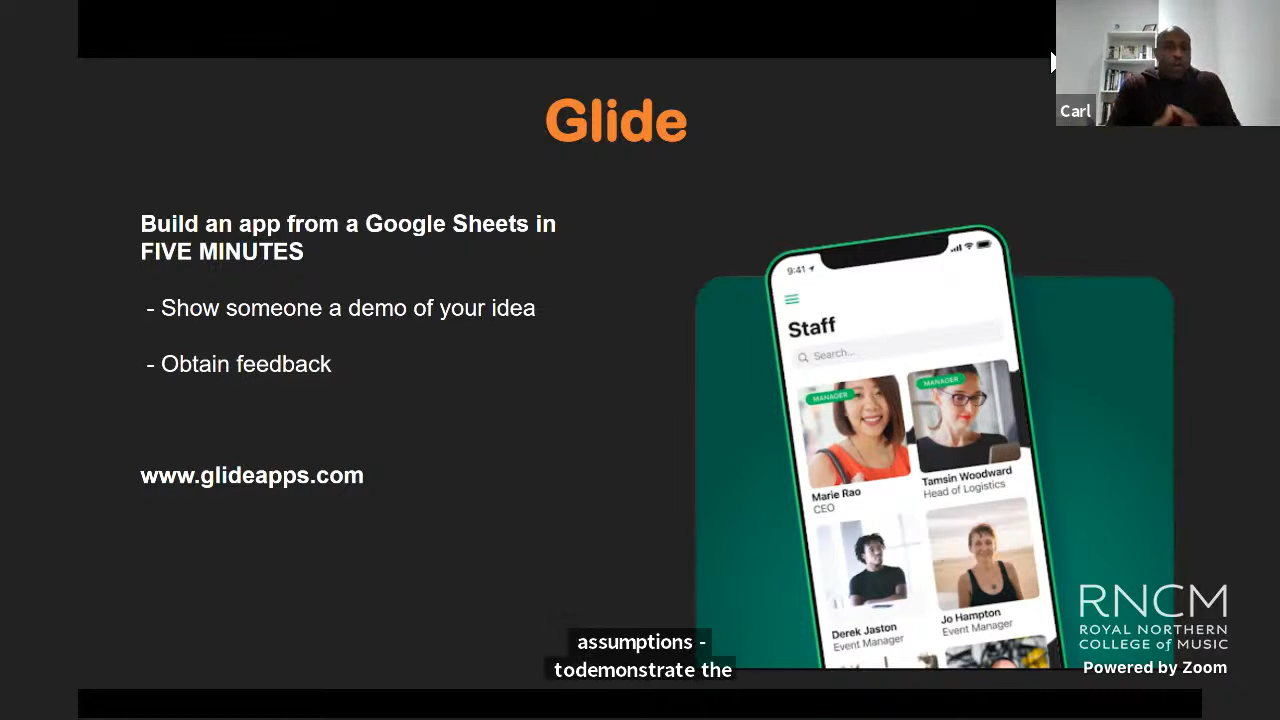 Carl
Glide
Build an app from a Google Sheets in
FIVE MINUTES
- Show someone a demo of your idea
- Obtain feedback
www.glideapps.com
9:41
Staff
Search...
MANAGER
MANAGER
Marie Rao
CEO
Tamsin Woodward
Head of Logistics
Derek Jaston
Event Manager
Jo Hampton
Event Manager
assumptions -
todemonstrate the
RNCM
ROYAL NORTHERN
COLLEGE of MUSIC
Powered by Zoom